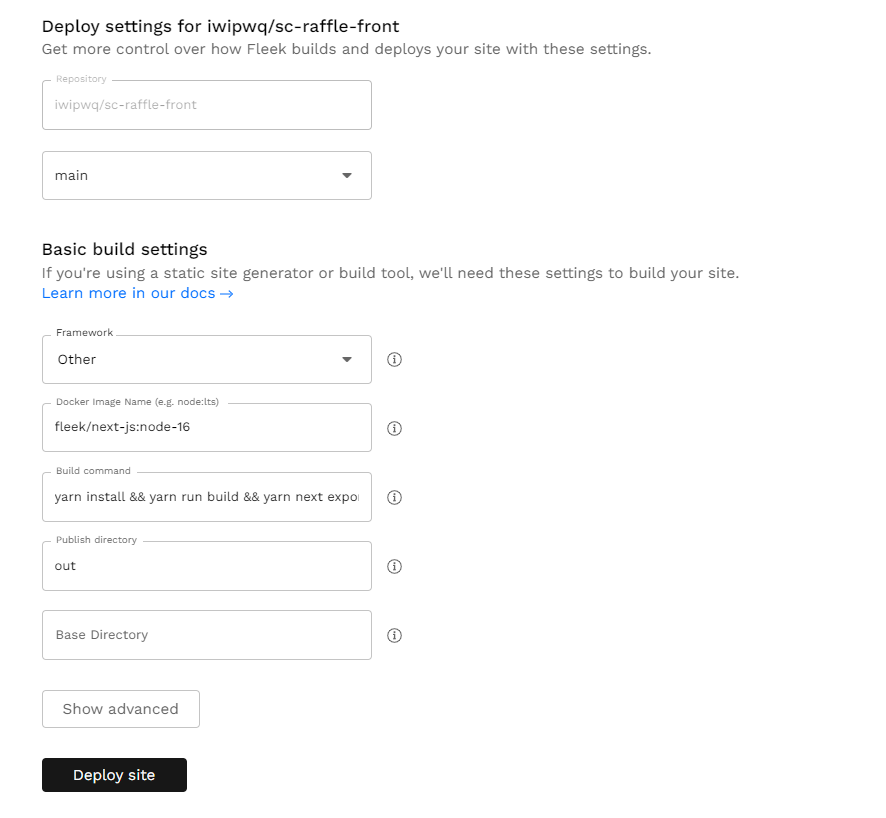 Deploy settings for iwipwq/sc-raffle-front
Get more control over how Fleek builds and deploys your site with these settings.
Repository
iwipwq/sc-raffle-front
main
Basic build settings
If you're using a static site generator or build tool, we'll need these settings to build your site.
Learn more in our docs →
Framework
Other
Docker Image Name (e.g. node:lts)
fleek/next-js:node-16
Build command
yarn install && yarn run build && yarn next expo
Publish directory
out
Base Directory
Show advanced
Deploy site